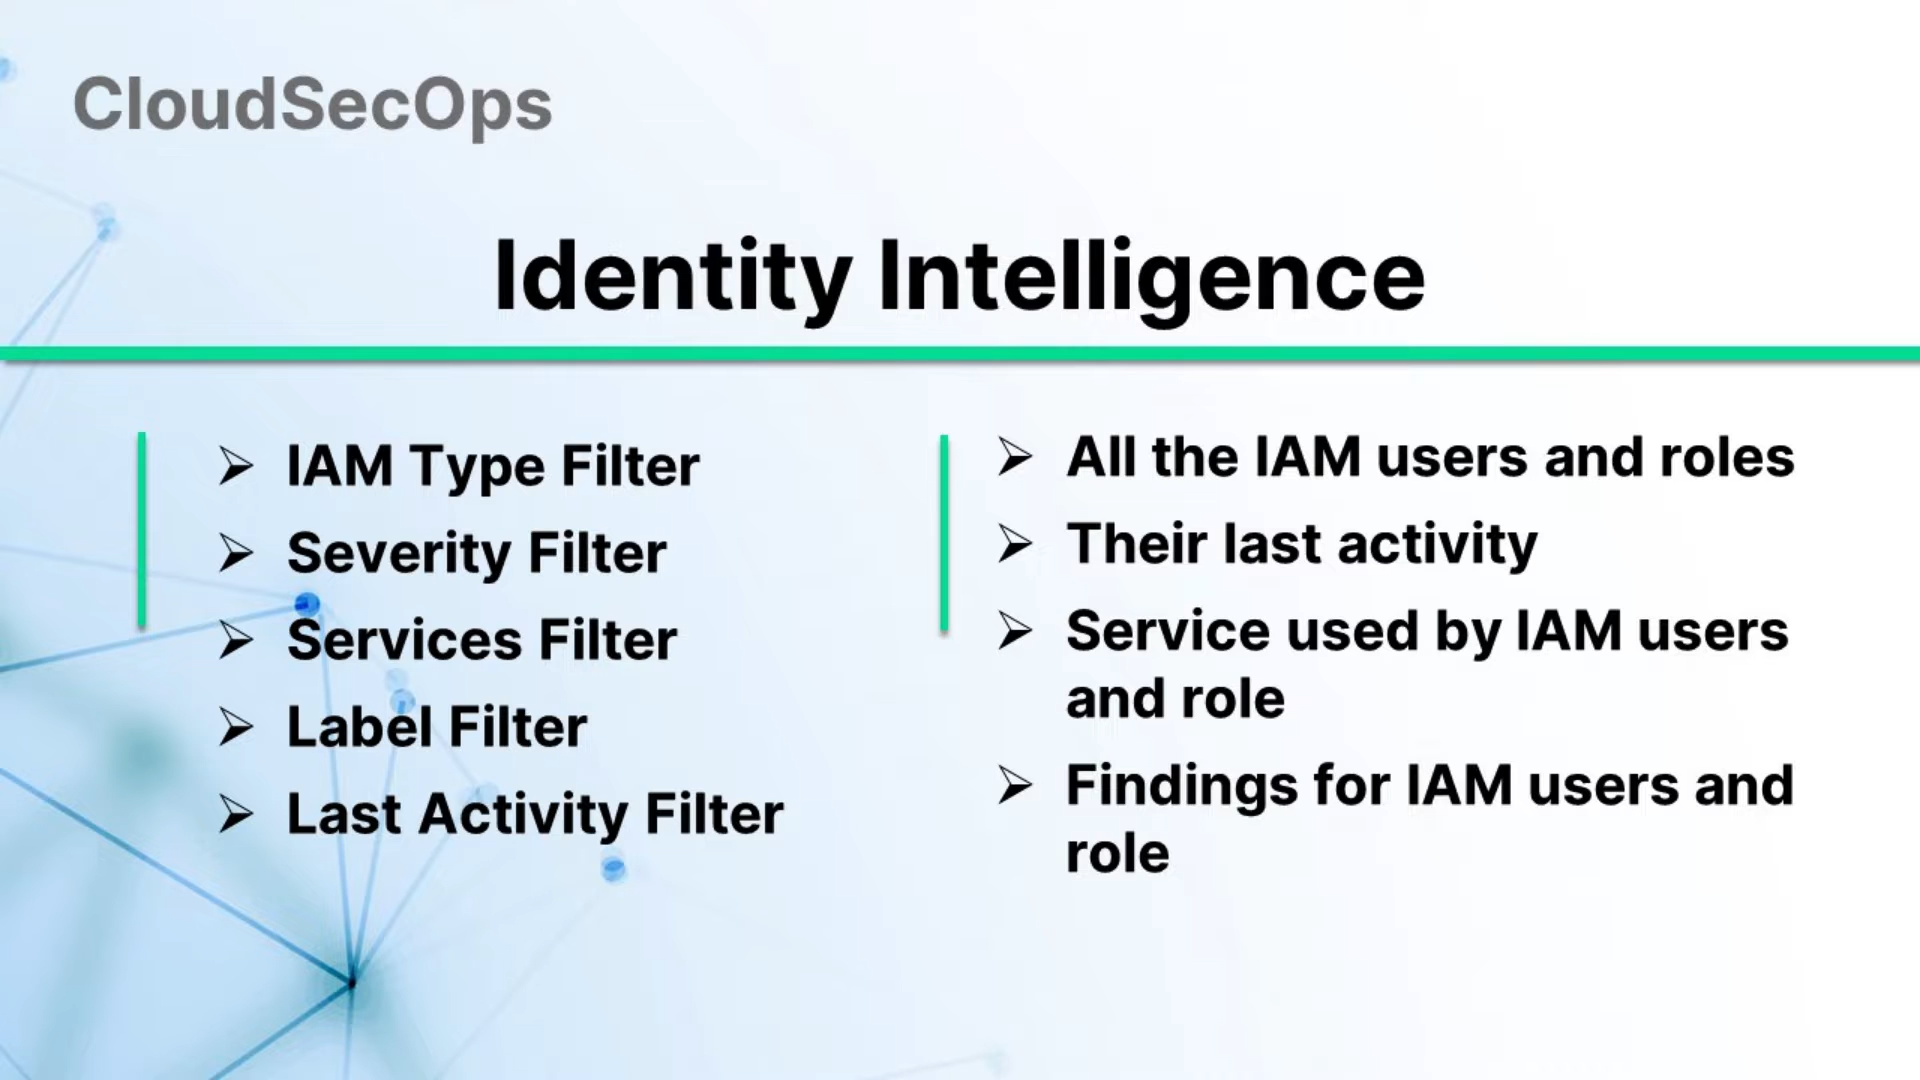 CloudSecOps
Identity Intelligence
➢ IAM Type Filter
➢ Severity Filter
➢ Services Filter
➢ Label Filter
➢ Last Activity Filter
➢ All the IAM users and roles
➢ Their last activity
➢ Service used by IAM users
and role
➢ Findings for IAM users and
role